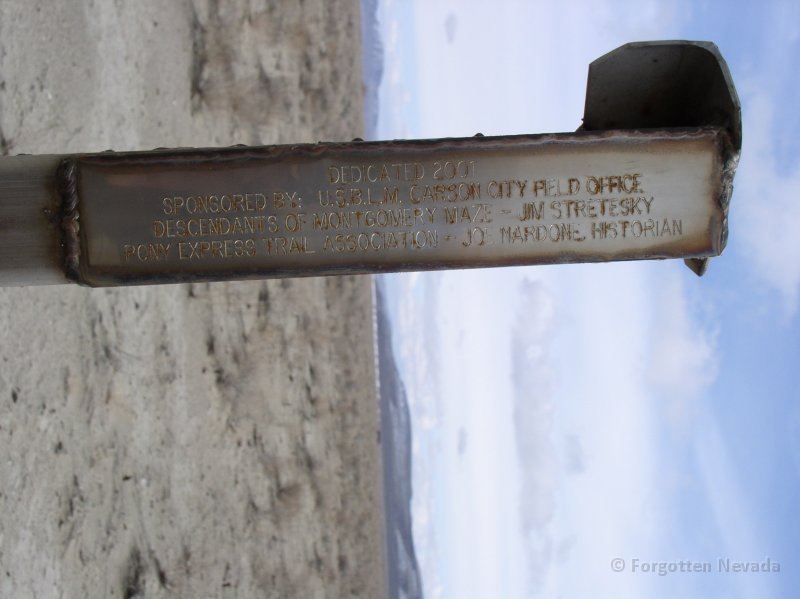 DEDICATED 2001
SPONSORED BY: U.S.B.L.M. CARSON CITY FIELD OFFICE
DESCENDANTS OF MONTGOMERY MAZE - JIM STRETESKY
PONY EXPRESS TRAIL ASSOCIATION - JOE NARDONE, HISTORIAN
© Forgotten Nevada